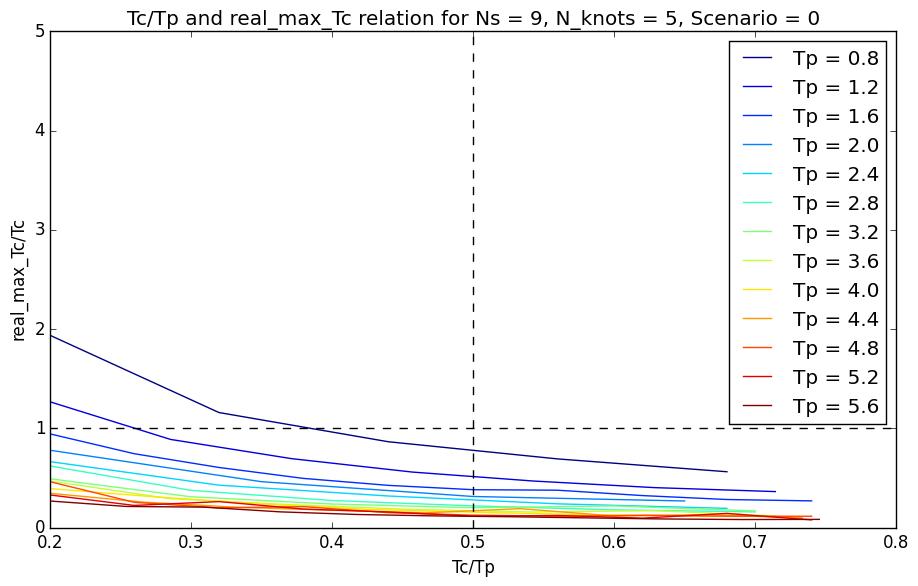 Tc/Tp and real_max_Tc relation for Ns = 9, N_knots = 5, Scenario = 0
5
4
3
2
1
0
real_max_Tc/Tc
Tp = 0.8
Tp = 1.2
Tp = 1.6
Tp = 2.0
Tp = 2.4
Tp = 2.8
Tp = 3.2
Tp = 3.6
Tp = 4.0
Tp = 4.4
Tp = 4.8
Tp = 5.2
Tp = 5.6
0.2 0.3 0.4 0.5 0.6 0.7 0.8
Tc/Tp